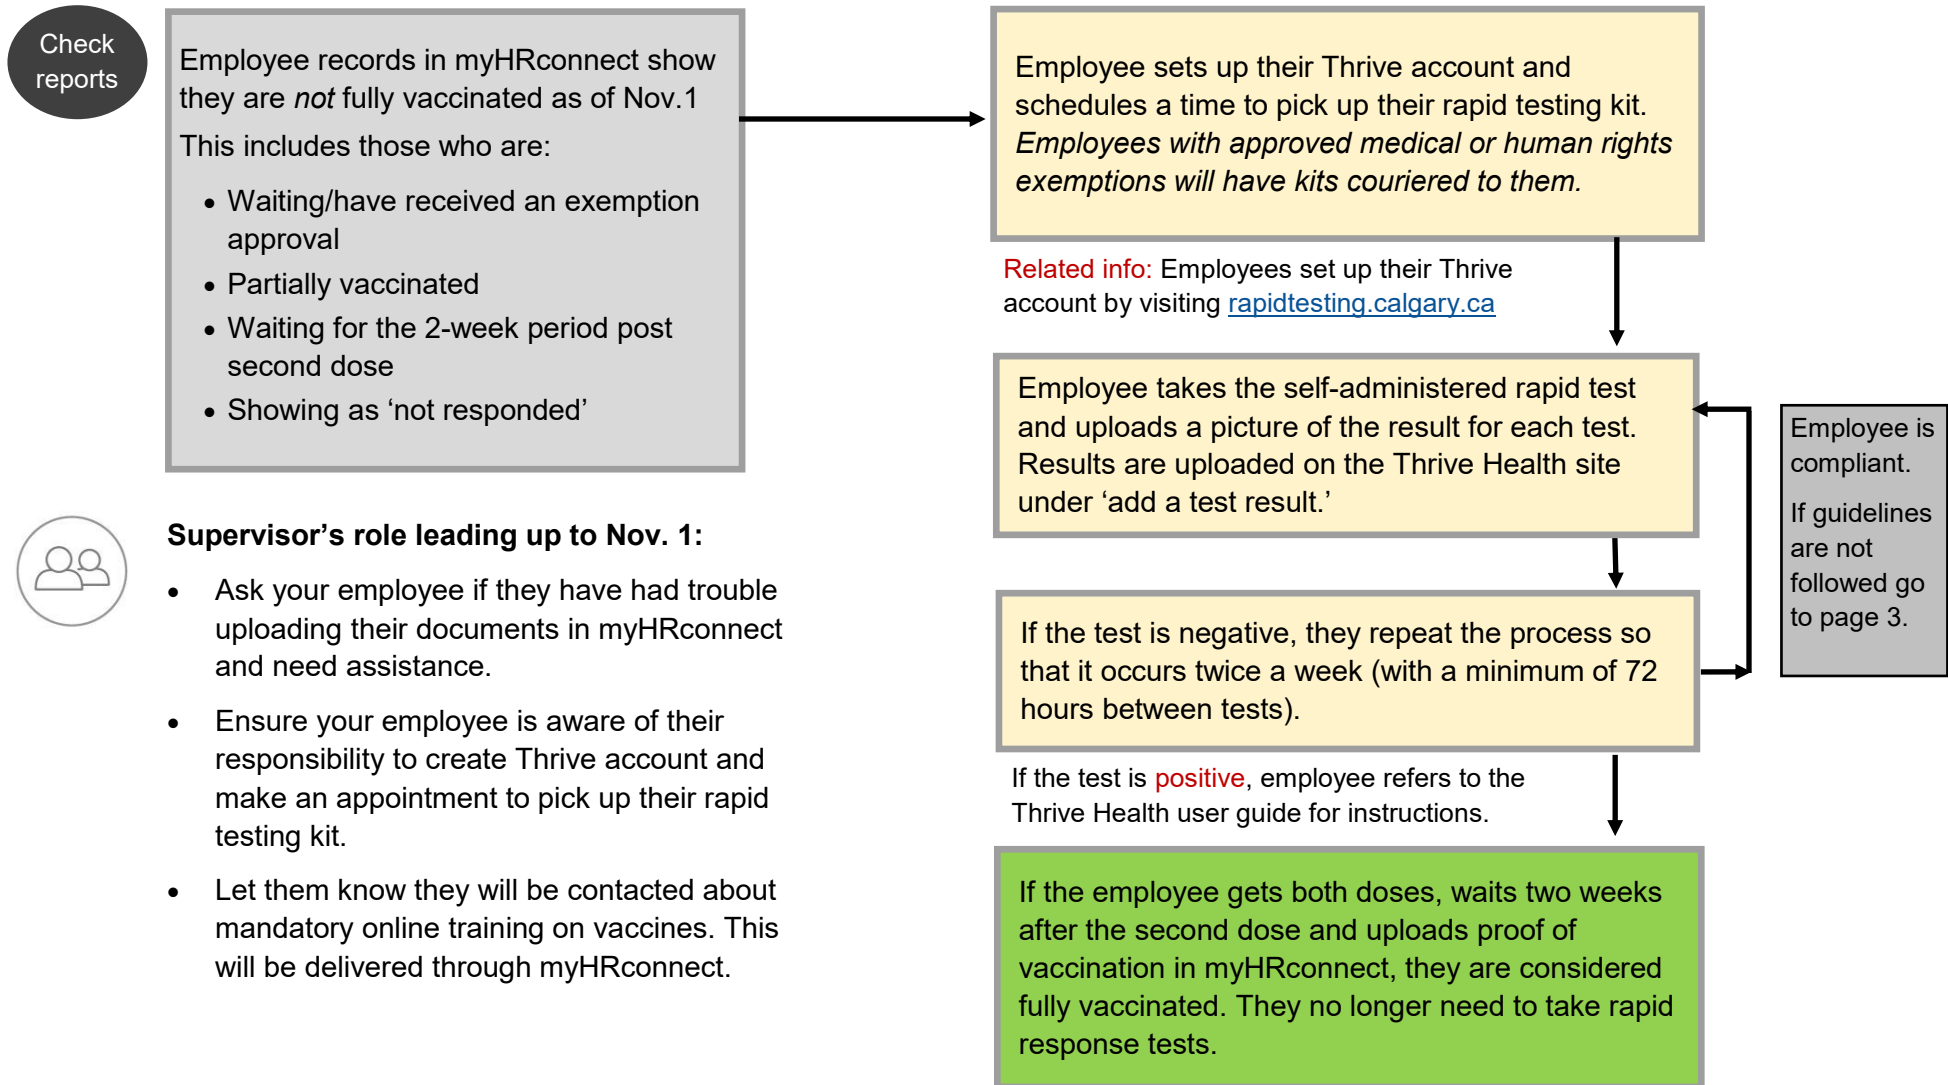 Check
reports
Employee records in myHRconnect show
they are not fully vaccinated as of Nov.1
This includes those who are:
• Waiting/have received an exemption
approval
• Partially vaccinated
• Waiting for the 2-week period post
second dose
• Showing as ‘not responded’
Supervisor’s role leading up to Nov. 1:
• Ask your employee if they have had trouble
uploading their documents in myHRconnect
and need assistance.
• Ensure your employee is aware of their
responsibility to create Thrive account and
make an appointment to pick up their rapid
testing kit.
• Let them know they will be contacted about
mandatory online training on vaccines. This
will be delivered through myHRconnect.
Employee sets up their Thrive account and
schedules a time to pick up their rapid testing kit.
Employees with approved medical or human rights
exemptions will have kits couriered to them.
Related info: Employees set up their Thrive
account by visiting rapidtesting.calgary.ca
Employee takes the self-administered rapid test
and uploads a picture of the result for each test.
Results are uploaded on the Thrive Health site
under ‘add a test result.’
If the test is negative, they repeat the process so
that it occurs twice a week (with a minimum of 72
hours between tests).
Employee is
compliant.
If guidelines
are not
followed go
to page 3.
If the test is positive, employee refers to the
Thrive Health user guide for instructions.
If the employee gets both doses, waits two weeks
after the second dose and uploads proof of
vaccination in myHRconnect, they are considered
fully vaccinated. They no longer need to take rapid
response tests.